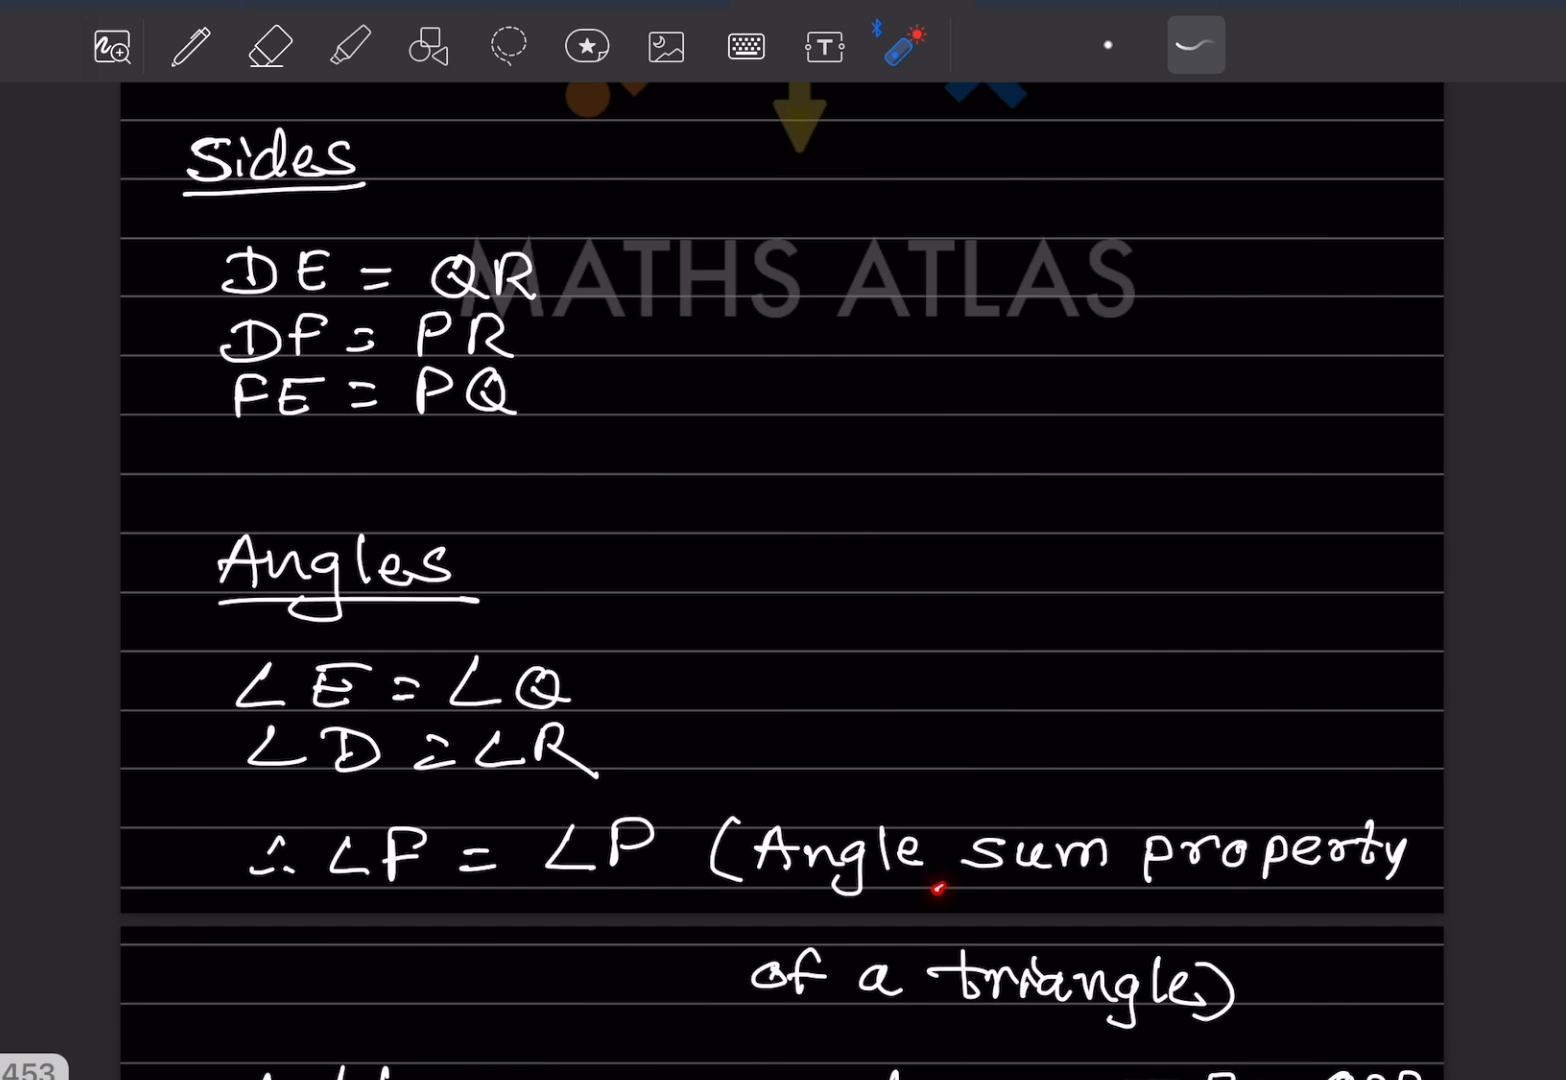 Sides
MATHS ATLAS
DE = QR
DF = PR
FE = PQ
Angles
∠E = ∠Q
∠D = ∠R
∴ ∠F = ∠P (Angle sum property
of a triangle)
453